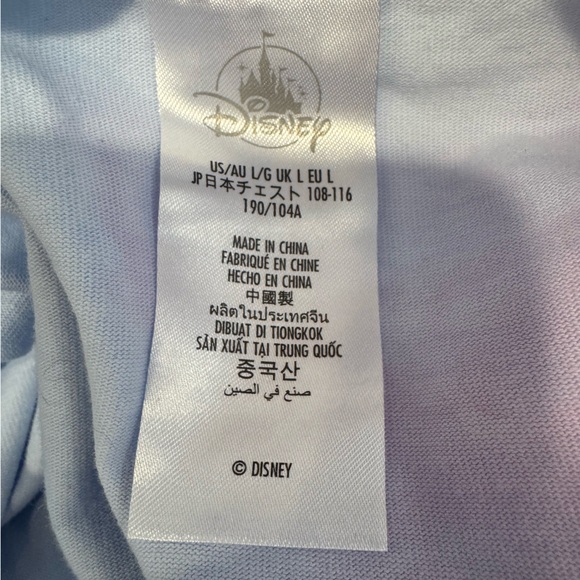 Disney
US/AU L/G UK L EU L
JP日本チェスト 108-116
190/104A
MADE IN CHINA
FABRIQUÉ EN CHINE
HECHO EN CHINA
中國製
ผลิตในประเทศจีน
DIBUAT DI TIONGKOK
SẢN XUẤT TẠI TRUNG QUỐC
중국산
صنع في الصين
© DISNEY